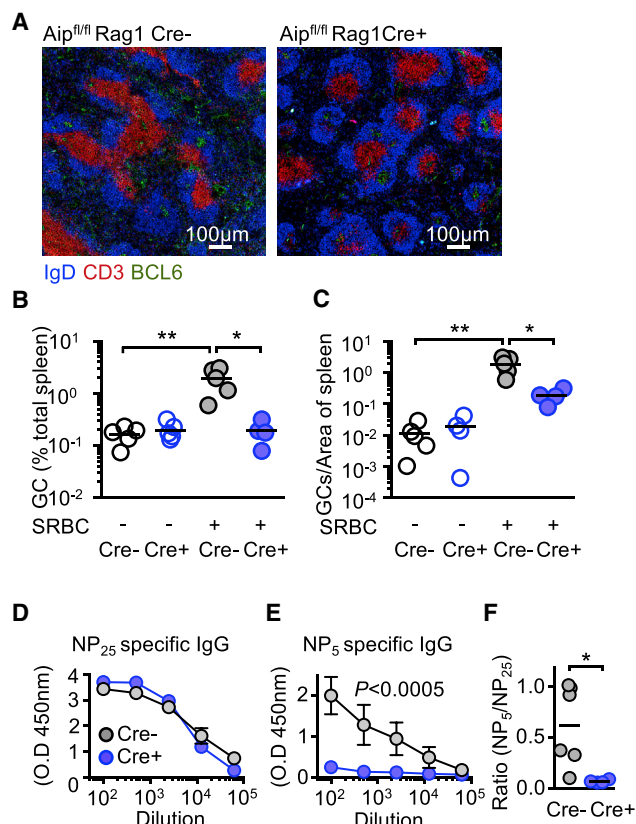 A
Aip^fl/fl Rag1 Cre-
Aip^fl/fl Rag1Cre+
100µm
100µm
IgD CD3 BCL6
B
GC (% total spleen)
10^1
10^0
10^-1
10^-2
**
*
SRBC - - + +
Cre- Cre+ Cre- Cre+
C
GCs/Area of spleen
10^1
10^0
10^-1
10^-2
10^-3
10^-4
**
*
SRBC - - + +
Cre- Cre+ Cre- Cre+
D
NP_25 specific IgG
(O.D 450nm)
4
3
2
1
0
Cre-
Cre+
10^2 10^3 10^4 10^5
Dilution
E
NP_5 specific IgG
P<0.0005
(O.D 450nm)
2
1
0
10^2 10^3 10^4 10^5
Dilution
F
*
Ratio (NP_5/NP_25)
1.0
0.5
0.0
Cre- Cre+